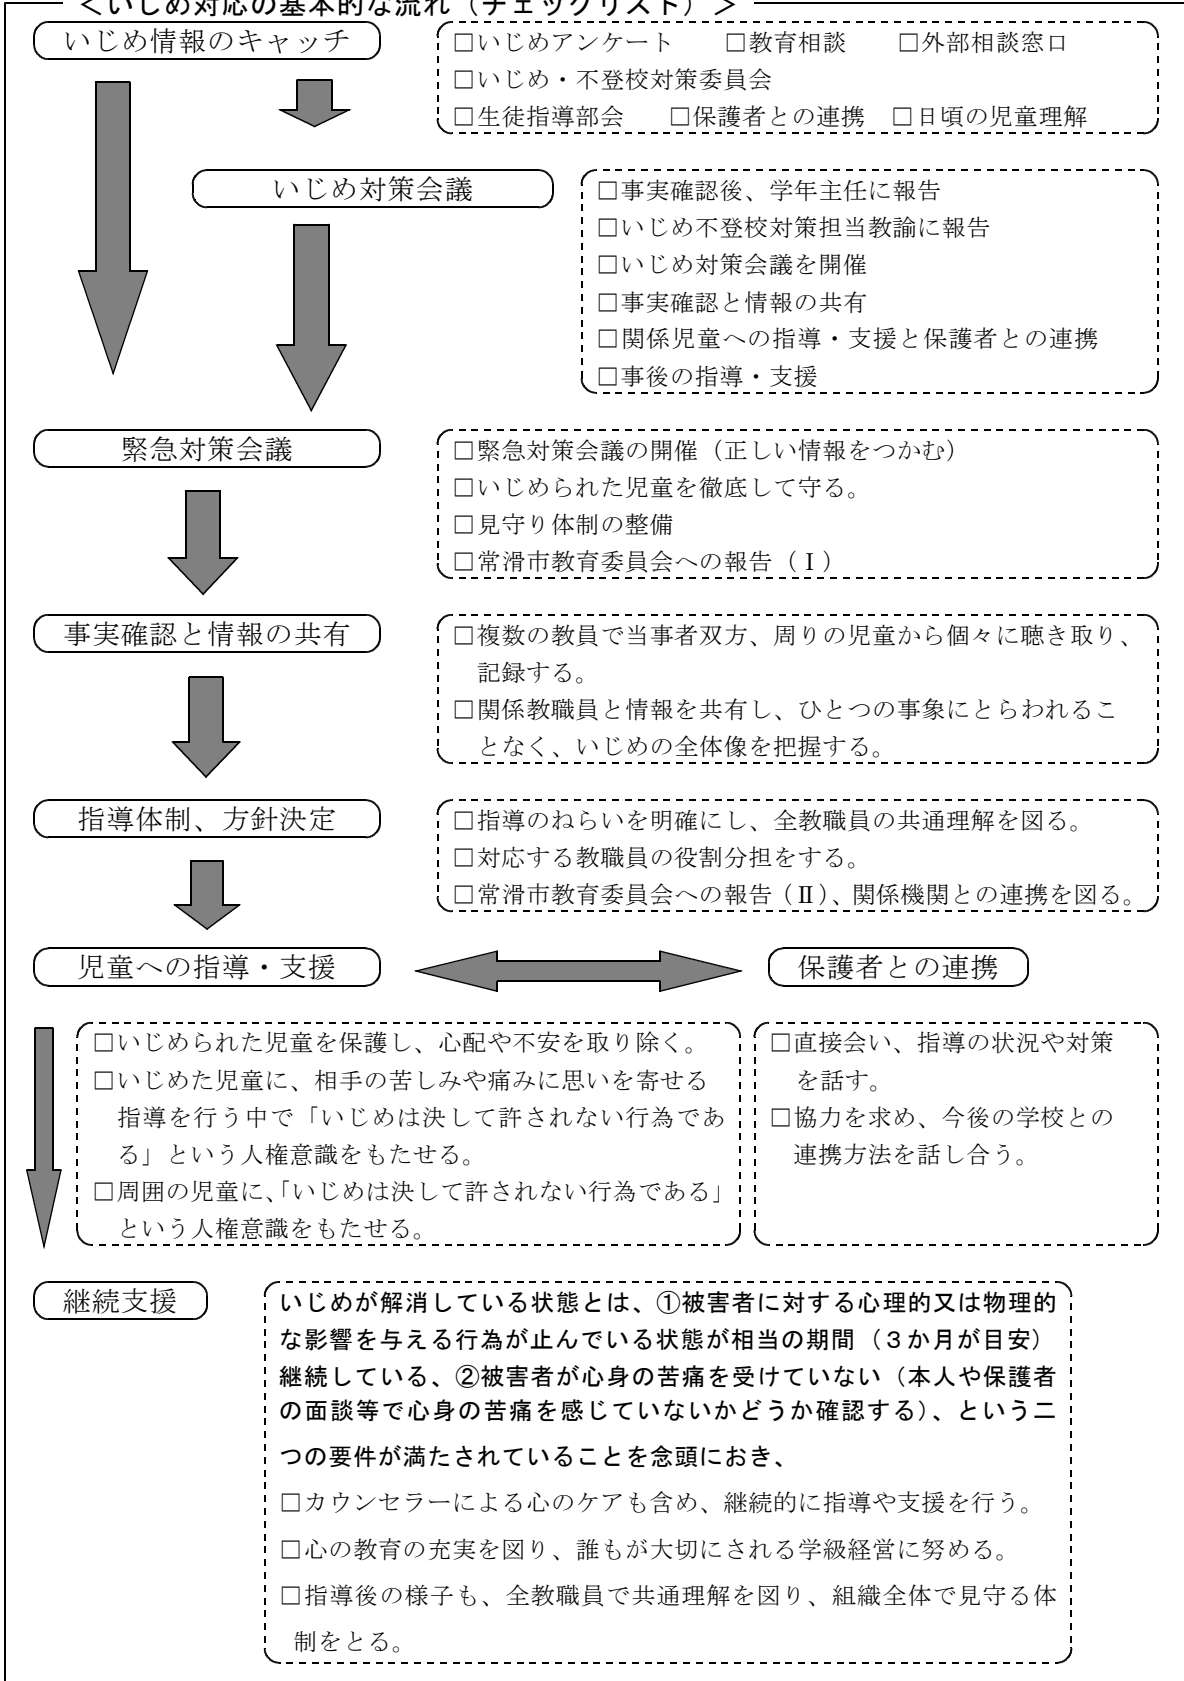 ＜いじめ対応の基本的な流れ（チェックリスト）＞
いじめ情報のキャッチ
□いじめアンケート　□教育相談　□外部相談窓口
□いじめ・不登校対策委員会
□生徒指導部会　□保護者との連携　□日頃の児童理解
いじめ対策会議
□事実確認後、学年主任に報告
□いじめ不登校対策担当教諭に報告
□いじめ対策会議を開催
□事実確認と情報の共有
□関係児童への指導・支援と保護者との連携
□事後の指導・支援
緊急対策会議
□緊急対策会議の開催（正しい情報をつかむ）
□いじめられた児童を徹底して守る。
□見守り体制の整備
□常滑市教育委員会への報告（Ⅰ）
事実確認と情報の共有
□複数の教員で当事者双方、周りの児童から個々に聴き取り、
記録する。
□関係教職員と情報を共有し、ひとつの事象にとらわれるこ
となく、いじめの全体像を把握する。
指導体制、方針決定
□指導のねらいを明確にし、全教職員の共通理解を図る。
□対応する教職員の役割分担をする。
□常滑市教育委員会への報告（Ⅱ）、関係機関との連携を図る。
児童への指導・支援
保護者との連携
□いじめられた児童を保護し、心配や不安を取り除く。
□いじめた児童に、相手の苦しみや痛みに思いを寄せる
指導を行う中で「いじめは決して許されない行為であ
る」という人権意識をもたせる。
□周囲の児童に、「いじめは決して許されない行為である」
という人権意識をもたせる。
□直接会い、指導の状況や対策
を話す。
□協力を求め、今後の学校との
連携方法を話し合う。
継続支援
いじめが解消している状態とは、①被害者に対する心理的又は物理的
な影響を与える行為が止んでいる状態が相当の期間（３か月が目安）
継続している、②被害者が心身の苦痛を受けていない（本人や保護者
の面談等で心身の苦痛を感じていないかどうか確認する）、という二
つの要件が満たされていることを念頭におき、
□カウンセラーによる心のケアも含め、継続的に指導や支援を行う。
□心の教育の充実を図り、誰もが大切にされる学級経営に努める。
□指導後の様子も、全教職員で共通理解を図り、組織全体で見守る体
制をとる。